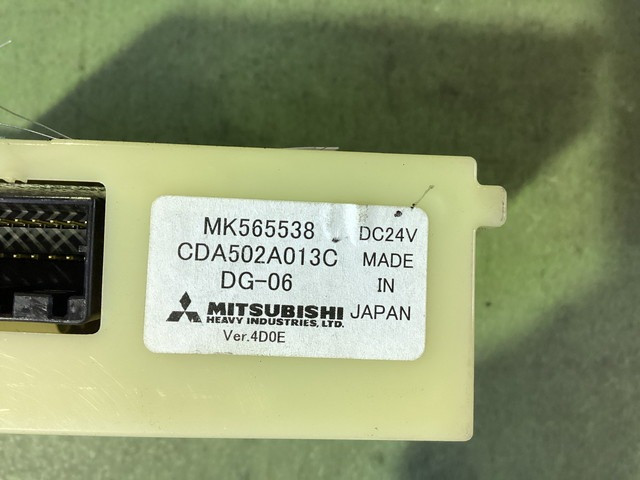 MK565538 DC24V
CDA502A013C MADE
DG-06 IN
MITSUBISHI JAPAN
HEAVY INDUSTRIES, LTD.
Ver.4D0E